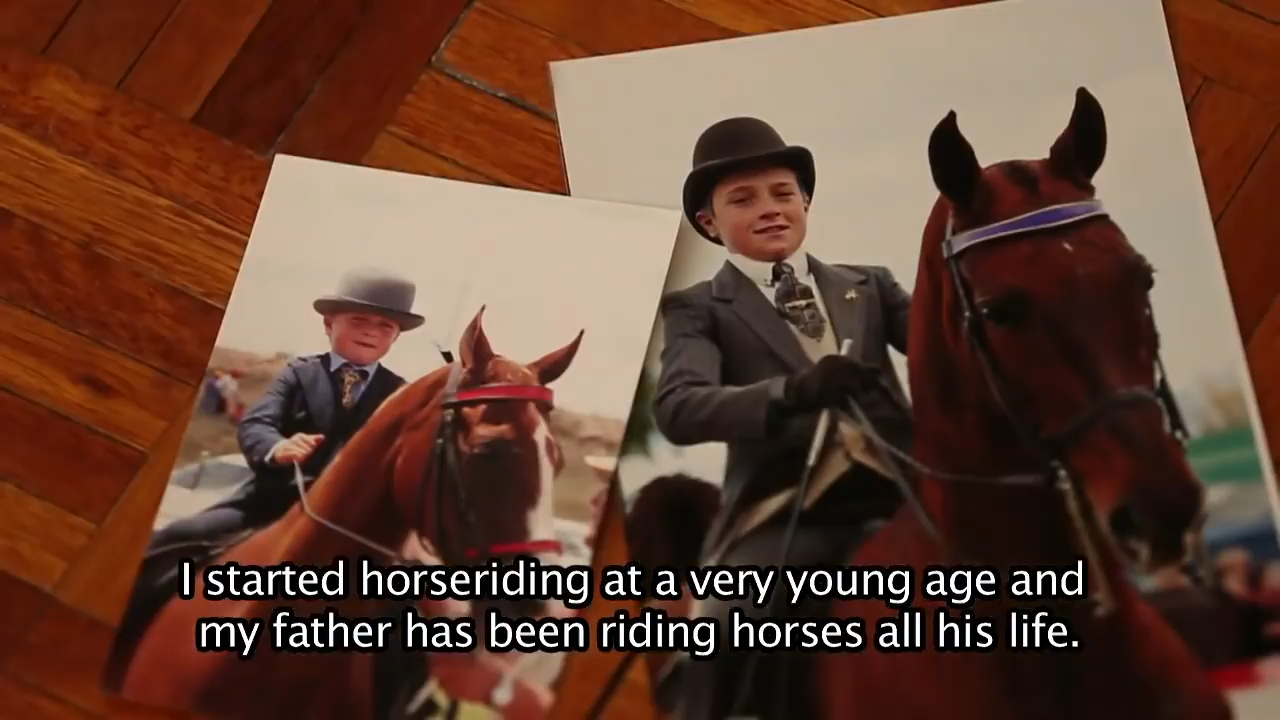 I started horseriding at a very young age and
my father has been riding horses all his life.